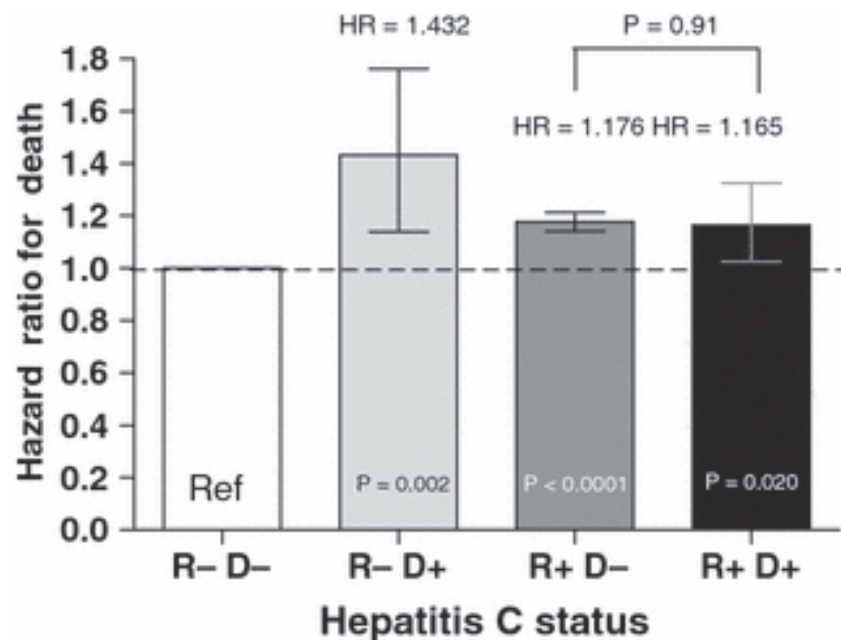 HR = 1.432
P = 0.91
HR = 1.176 HR = 1.165
Hazard ratio for death
1.8
1.6
1.4
1.2
1.0
0.8
0.6
0.4
0.2
0.0
Ref
P = 0.002
P < 0.0001
P = 0.020
R– D–
R– D+
R+ D–
R+ D+
Hepatitis C status